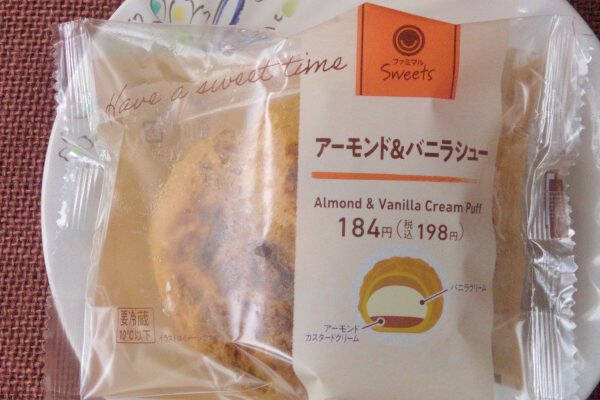 Have a sweet time
ファミマル
Sweets
アーモンド&バニラシュー
Almond & Vanilla Cream Puff
184円(税込198円)
バニラクリーム
アーモンド
カスタードクリーム
要冷蔵
10℃以下